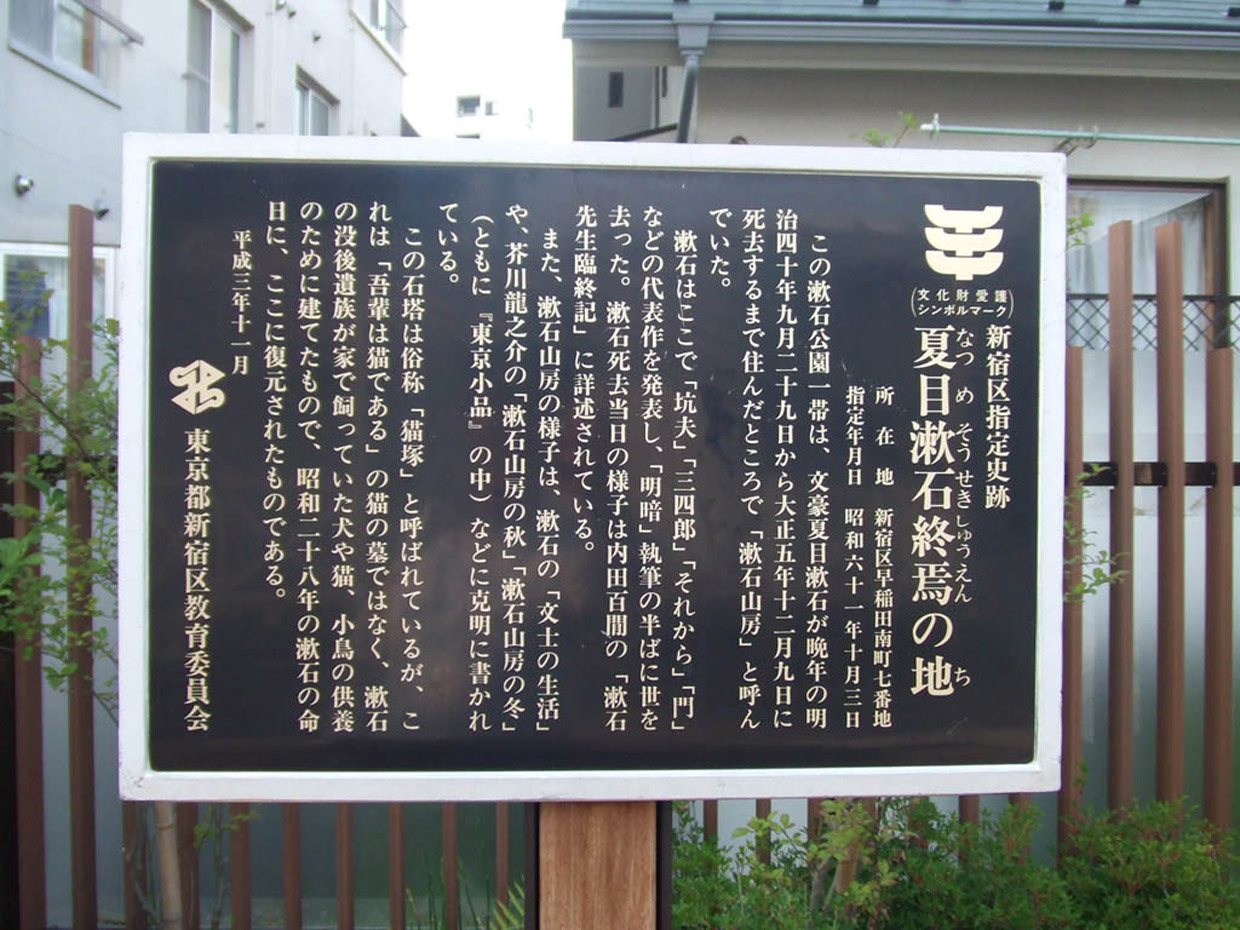 (文化財愛護
シンボルマーク)
新宿区指定史跡
なつめそうせきしゅうえん ち
夏目漱石終焉の地
所在地 新宿区早稲田南町七番地
指定年月日 昭和六十一年十月三日
この漱石公園一帯は、文豪夏目漱石が晩年の明
治四十年九月二十九日から大正五年十二月九日に
死去するまで住んだところで「漱石山房」と呼ん
でいた。
漱石はここで「坑夫」「三四郎」「それから」「門」
などの代表作を発表し、「明暗」執筆の半ばに世を
去った。漱石死去当日の様子は内田百間の「漱石
先生臨終記」に詳述されている。
また、漱石山房の様子は、漱石の「文士の生活」
や、芥川龍之介の「漱石山房の秋」「漱石山房の冬」
(ともに『東京小品』の中)などに克明に書かれ
ている。
この石塔は俗称「猫塚」と呼ばれているが、こ
れは「吾輩は猫である」の猫の墓ではなく、漱石
の没後遺族が家で飼っていた犬や猫、小鳥の供養
のために建てたもので、昭和二十八年の漱石の命
日に、ここに復元されたものである。
平成三年十一月
東京都新宿区教育委員会